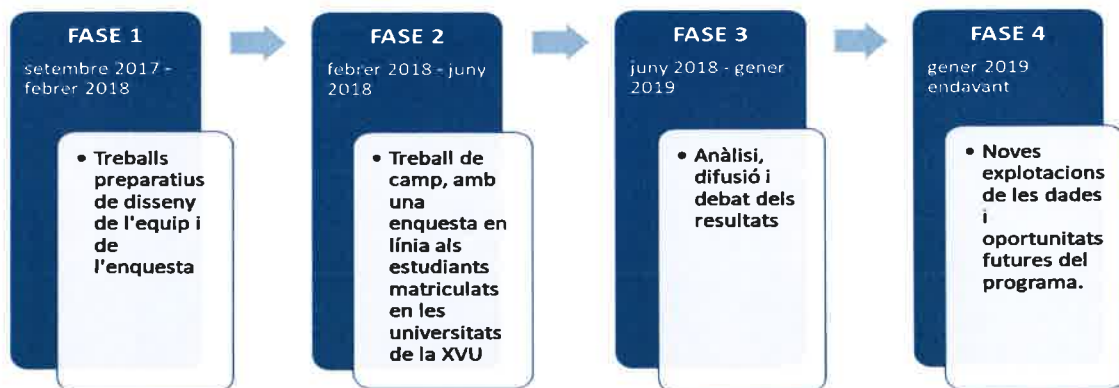 FASE 1
setembre 2017 -
febrer 2018
• Treballs
preparatius
de disseny
de l'equip i
de
l'enquesta
FASE 2
febrer 2018 - juny
2018
• Treball de
camp, amb
una
enquesta en
línia als
estudiants
matriculats
en les
universitats
de la XVU
FASE 3
juny 2018 - gener
2019
• Anàlisi,
difusió i
debat dels
resultats
FASE 4
gener 2019
endavant
• Noves
explotacions
de les dades
i
oportunitats
futures del
programa.